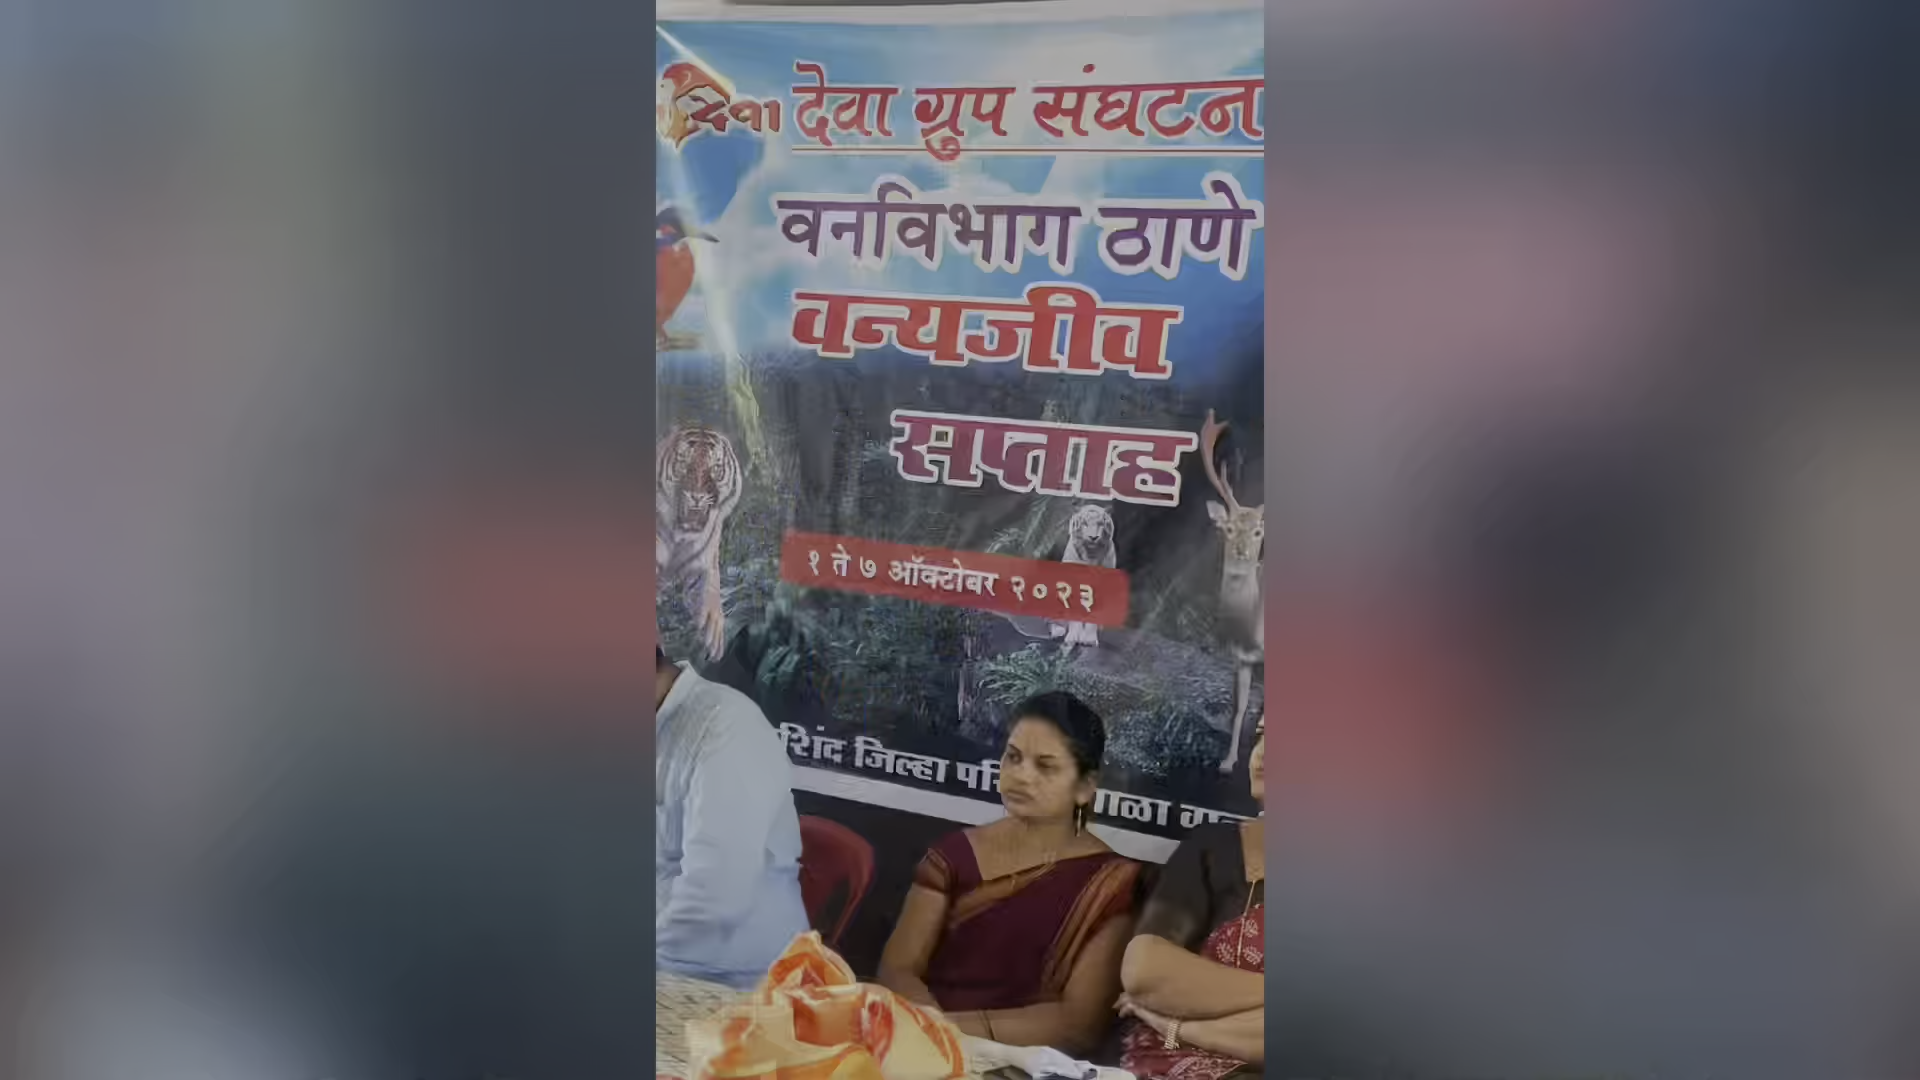 देवा देवा ग्रुप संघटन
वनविभाग ठाणे
वन्यजीव
सप्ताह
१ ते ७ ऑक्टोबर २०२३
जिल्हा